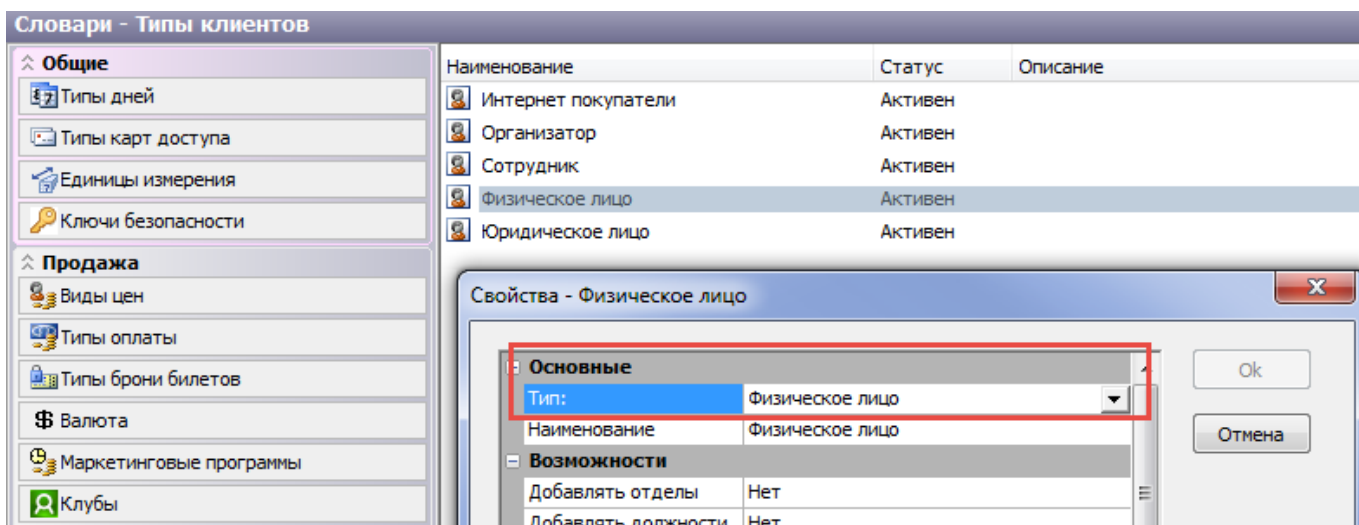 Словари - Типы клиентов
Общие
Типы дней
Типы карт доступа
Единицы измерения
Ключи безопасности
Продажа
Виды цен
Типы оплаты
Типы брони билетов
Валюта
Маркетинговые программы
Клубы
Наименование Статус Описание
Интернет покупатели Активен
Организатор Активен
Сотрудник Активен
Физическое лицо Активен
Юридическое лицо Активен
Свойства - Физическое лицо
Основные
Тип: Физическое лицо
Наименование Физическое лицо
Возможности
Добавлять отделы Нет
Добавлять должности Нет
Ok
Отмена